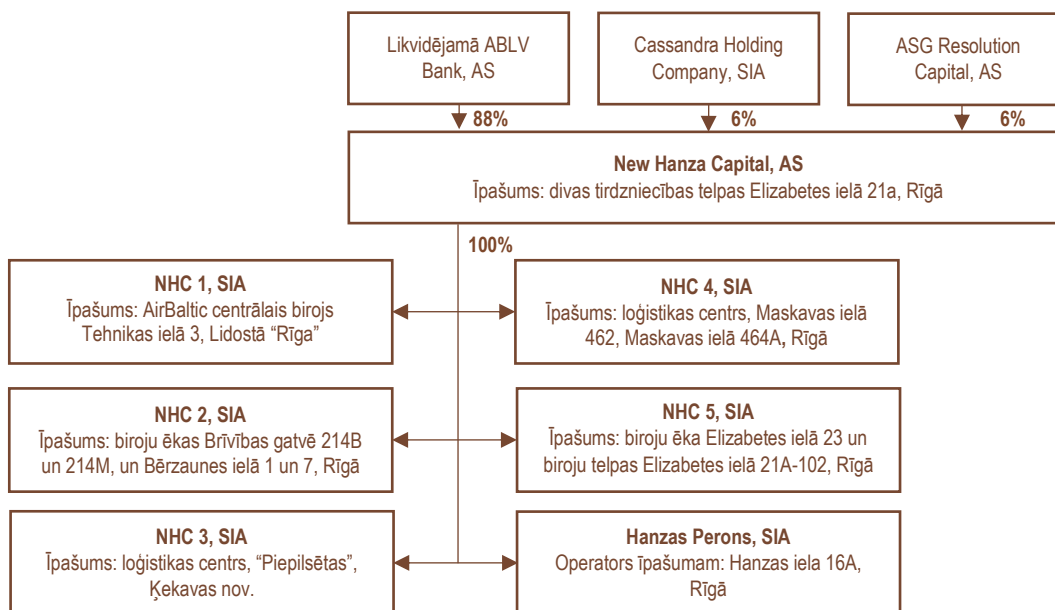 Likvidējamā ABLV
Bank, AS
Cassandra Holding
Company, SIA
ASG Resolution
Capital, AS
88%
6%
6%
New Hanza Capital, AS
Īpašums: divas tirdzniecības telpas Elizabetes ielā 21a, Rīgā
100%
NHC 1, SIA
Īpašums: AirBaltic centrālais birojs
Tehnikas ielā 3, Lidostā “Rīga”
NHC 4, SIA
Īpašums: loģistikas centrs, Maskavas ielā
462, Maskavas ielā 464A, Rīgā
NHC 2, SIA
Īpašums: biroju ēkas Brīvības gatvē 214B
un 214M, un Bērzaunes ielā 1 un 7, Rīgā
NHC 5, SIA
Īpašums: biroju ēka Elizabetes ielā 23 un
biroju telpas Elizabetes ielā 21A-102, Rīgā
NHC 3, SIA
Īpašums: loģistikas centrs, “Piepilsētas”,
Ķekavas nov.
Hanzas Perons, SIA
Operators īpašumam: Hanzas iela 16A,
Rīgā